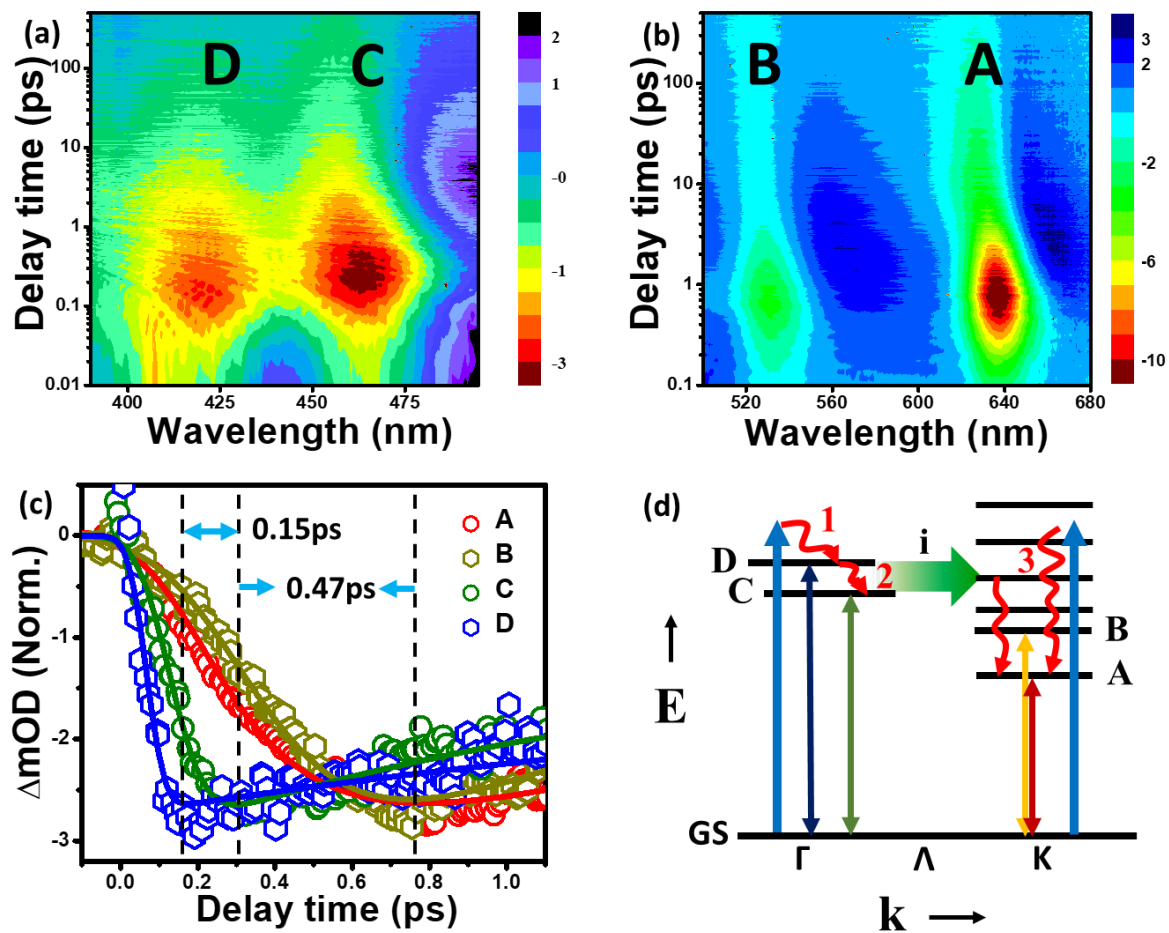 (a)
D
C
Delay time (ps)
100
10
1
0.1
0.01
400
425
450
475
Wavelength (nm)
2
1
-0
-1
-3
(b)
B
A
Delay time (ps)
100
10
1
0.1
520
560
600
640
680
Wavelength (nm)
3
2
-2
-6
-10
(c)
ΔmOD (Norm.)
0
-1
-2
-3
0.15ps
0.47ps
A
B
C
D
0.0
0.2
0.4
0.6
0.8
1.0
Delay time (ps)
(d)
1
D
2
C
i
3
B
A
E
GS
Γ
Λ
K
k